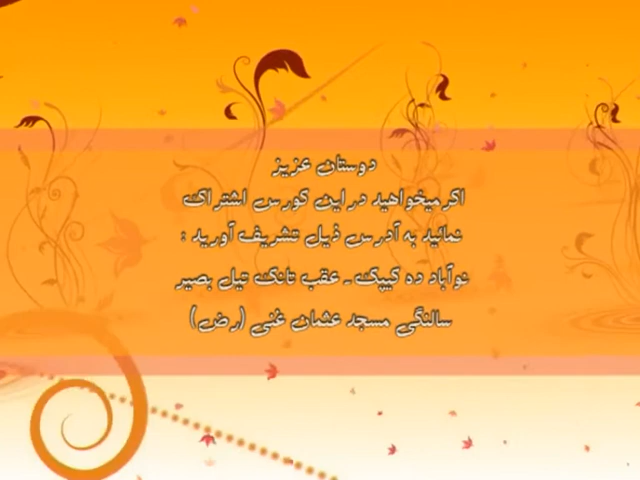 دوستان عزیز
اکر میخواهید در این کورس اشتراک
نمائید به آدرس ذیل تشریف آورید :
نوآباد ده کیپک - عقب تانک تیل بصیر
سالنگی مسجد عثمان غنی (رض)